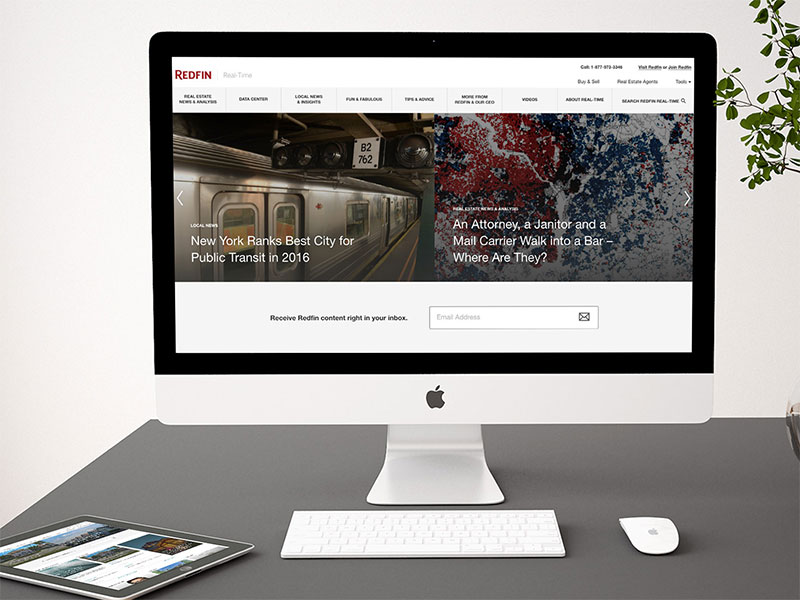 Call: 1-877-973-3346 Visit Redfin or Join Redfin
REDFIN Real-Time
Buy & Sell Real Estate Agents Tools
REAL ESTATE
NEWS & ANALYSIS
DATA CENTER
LOCAL NEWS
& INSIGHTS
FUN & FABULOUS
TIPS & ADVICE
MORE FROM
REDFIN & OUR CEO
VIDEOS
ABOUT REAL-TIME
SEARCH REDFIN REAL-TIME
B2
762
LOCAL NEWS
New York Ranks Best City for
Public Transit in 2016
REAL ESTATE NEWS & ANALYSIS
An Attorney, a Janitor and a
Mail Carrier Walk into a Bar –
Where Are They?
Receive Redfin content right in your inbox.
Email Address